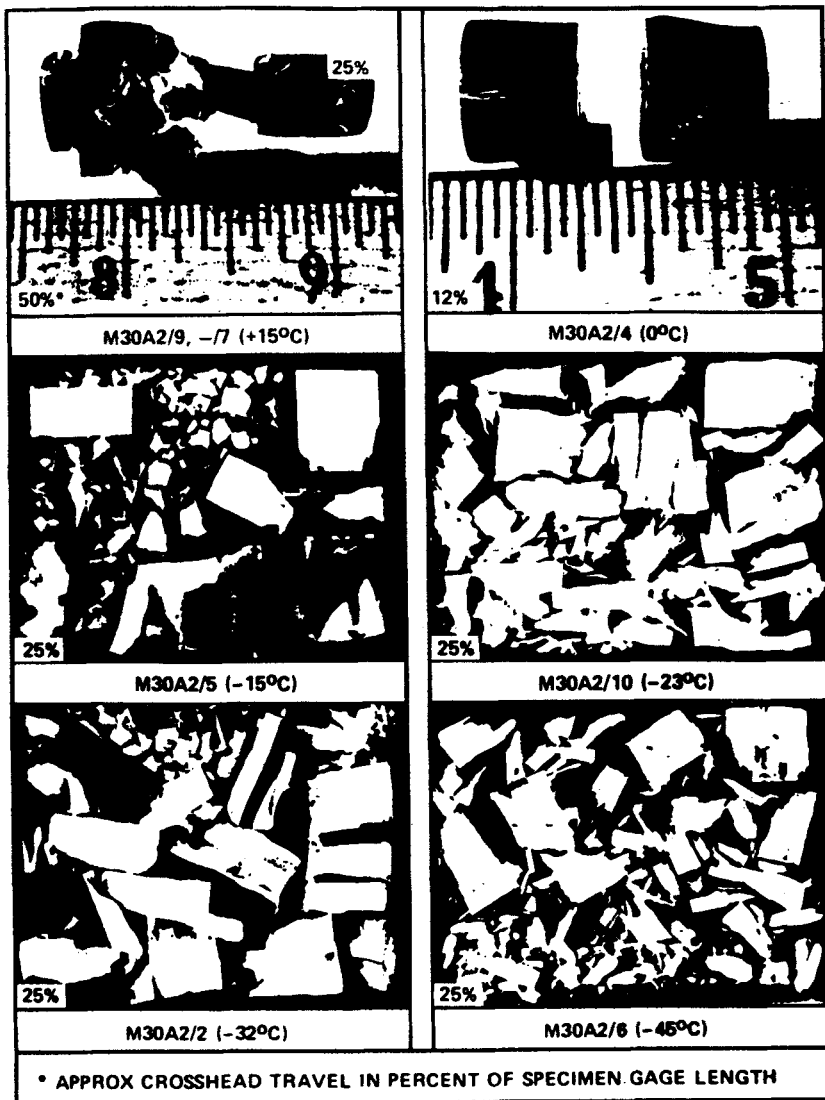 25%
8 9
50%*
M30A2/9, –/7 (+15°C)
12% 1 5
M30A2/4 (0°C)
25%
M30A2/5 (–15°C)
25%
M30A2/10 (–23°C)
25%
M30A2/2 (–32°C)
25%
M30A2/6 (–45°C)
* APPROX CROSSHEAD TRAVEL IN PERCENT OF SPECIMEN GAGE LENGTH